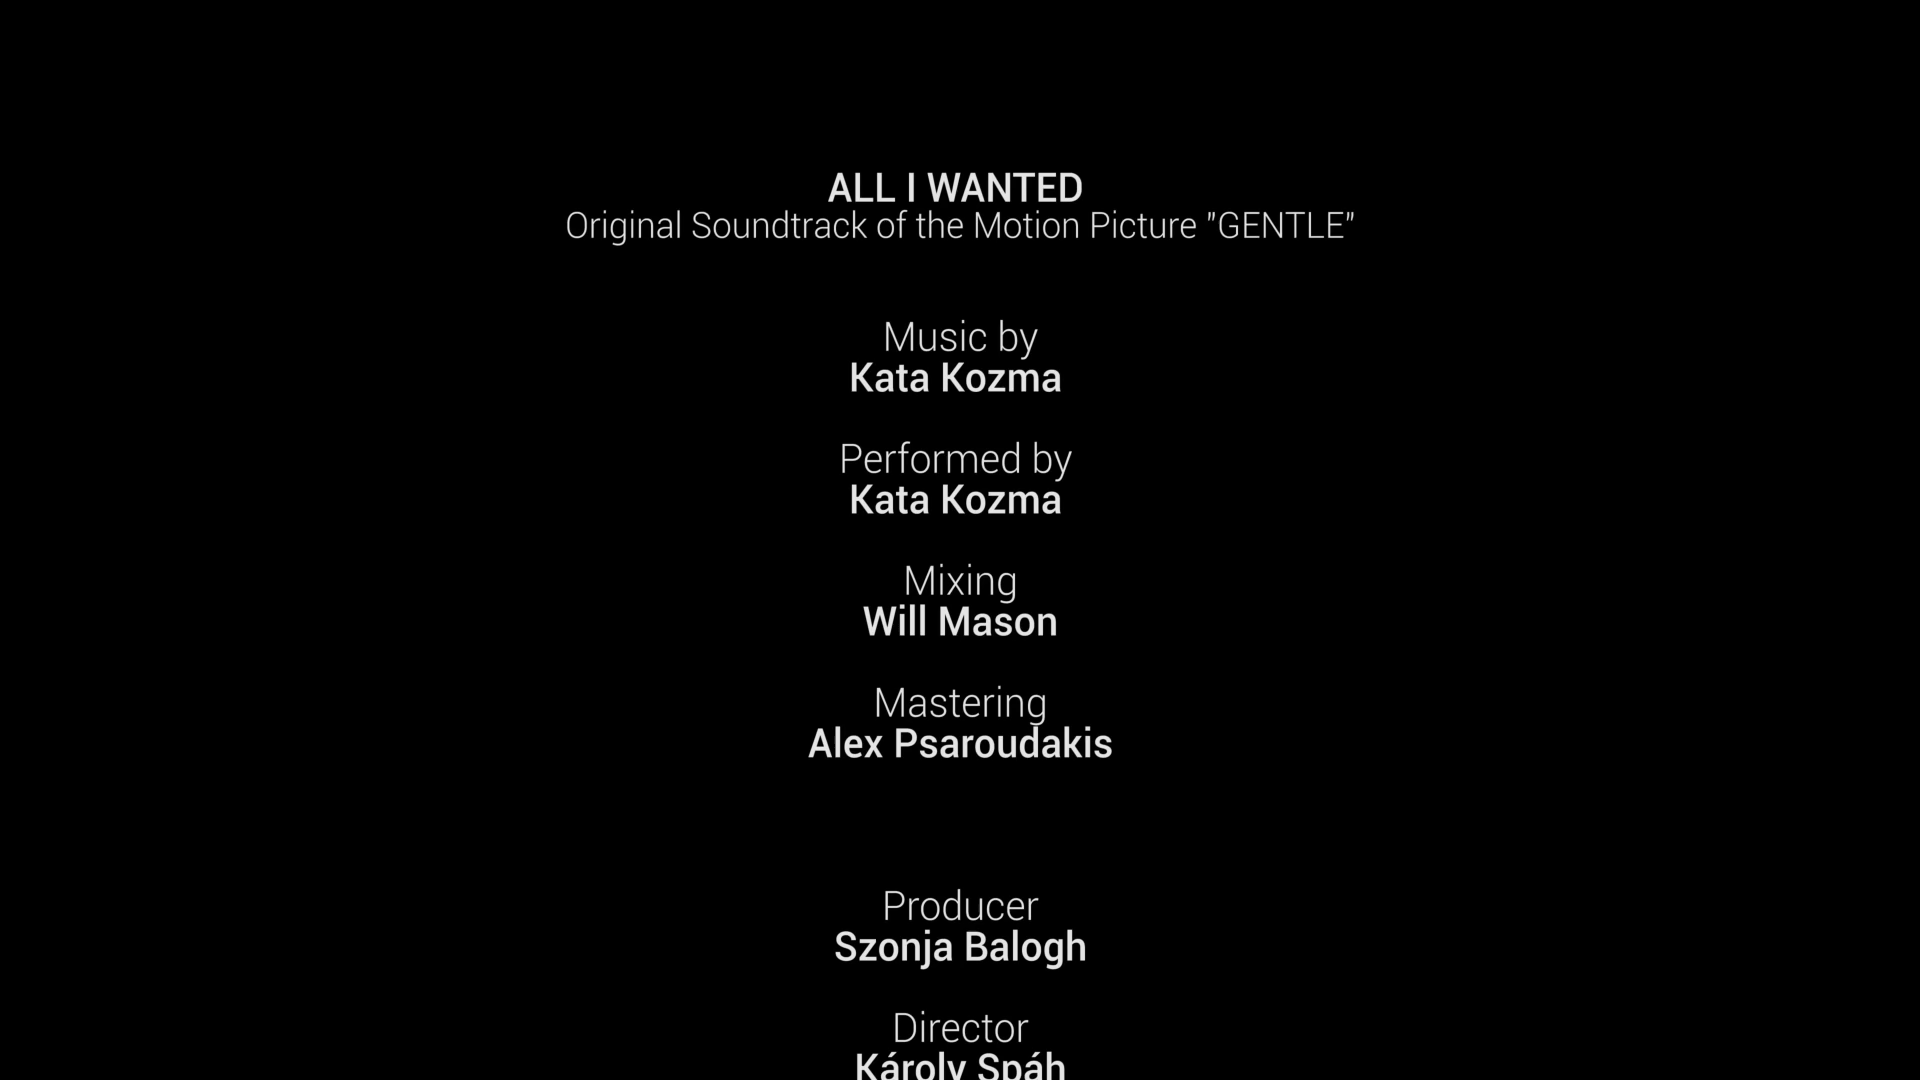 ALL I WANTED
Original Soundtrack of the Motion Picture "GENTLE"
Music by
Kata Kozma
Performed by
Kata Kozma
Mixing
Will Mason
Mastering
Alex Psaroudakis
Producer
Szonja Balogh
Director
Károly Spáh